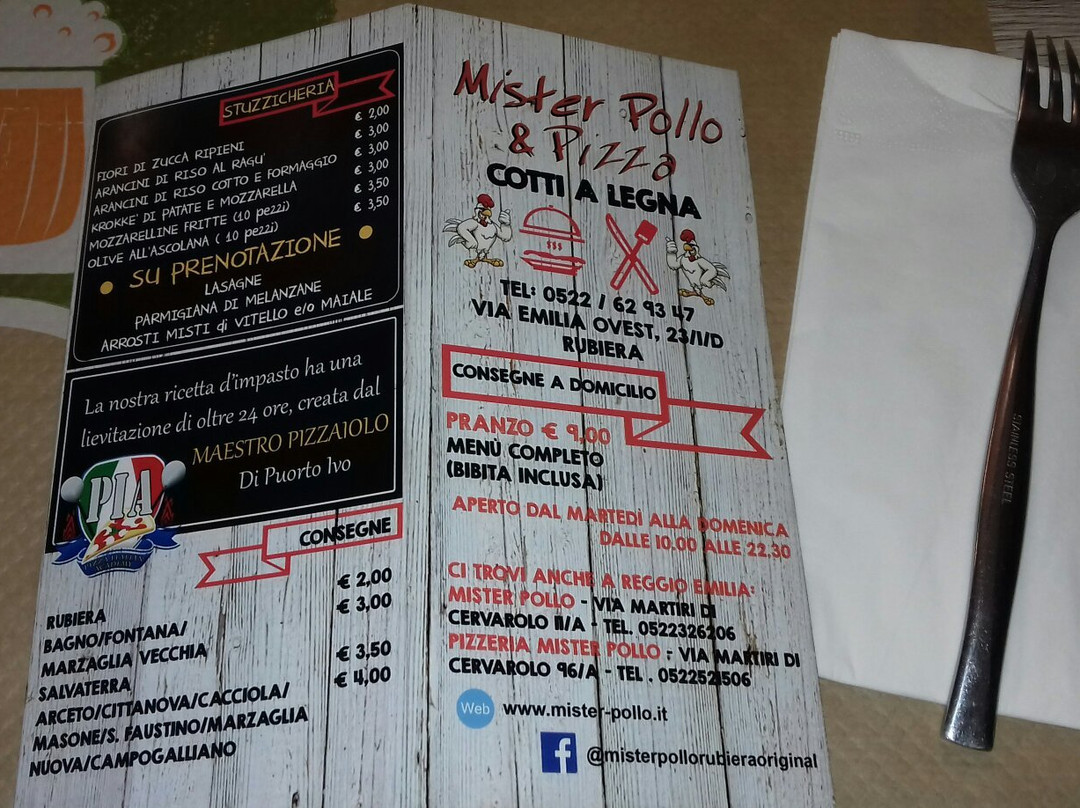 STUZZICHERIA
FIORI DI ZUCCA RIPIENI € 2,00
ARANCINI DI RISO AL RAGU' € 3,00
ARANCINI DI RISO COTTO E FORMAGGIO € 3,00
KROKKE' DI PATATE E MOZZARELLA € 3,00
MOZZARELLINE FRITTE (10 pezzi) € 3,50
OLIVE ALL'ASCOLANA ( 10 pezzi) € 3,50
SU PRENOTAZIONE
LASAGNE
PARMIGIANA DI MELANZANE
ARROSTI MISTI di VITELLO e/o MAIALE
La nostra ricetta d'impasto ha una
lievitazione di oltre 24 ore, creata dal
MAESTRO PIZZAIOLO
Di Puorto Ivo
PIA
PIZZA ITALIAN
ACADEMY
CONSEGNE
RUBIERA € 2,00
BAGNO/FONTANA/ € 3,00
MARZAGLIA VECCHIA
SALVATERRA € 3,50
ARCETO/CITTANOVA/CACCIOLA/ € 4,00
MASONE/S. FAUSTINO/MARZAGLIA
NUOVA/CAMPOGALLIANO
Mister Pollo
& Pizza
COTTI A LEGNA
TEL: 0522 / 62 93 47
VIA EMILIA OVEST, 23/I/D
RUBIERA
CONSEGNE A DOMICILIO
PRANZO € 9,00
MENÙ COMPLETO
(BIBITA INCLUSA)
APERTO DAL MARTEDÌ ALLA DOMENICA
DALLE 10.00 ALLE 22.30
CI TROVI ANCHE A REGGIO EMILIA:
MISTER POLLO - VIA MARTIRI DI
CERVAROLO 11/A - TEL. 0522326206
PIZZERIA MISTER POLLO - VIA MARTIRI DI
CERVAROLO 96/A - TEL . 0522521506
Web www.mister-pollo.it
f @misterpollorubieraoriginal
STAINLESS STEEL